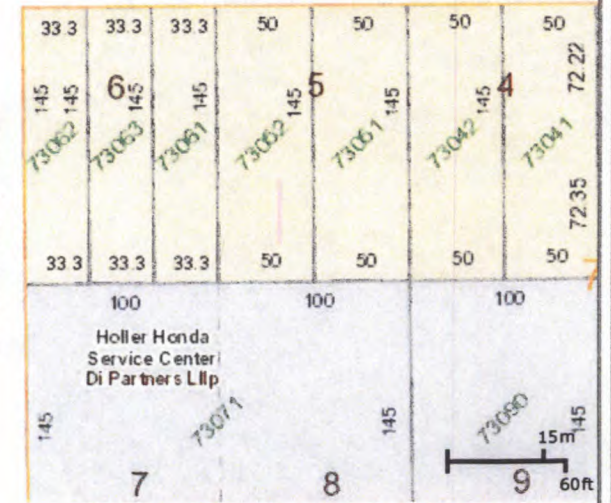 33.3 33.3 33.3 50 50 50 50
6 5 4
145 145 145 145 145 145 145
72.22
73062 73063 73061 73052 73051 73042 73041
72.35
33.3 33.3 33.3 50 50 50 50
7
100 100 100
Holler Honda
Service Center
Di Partners Lllp
145 73071 145 73090 145
15m
7 8 9 60ft